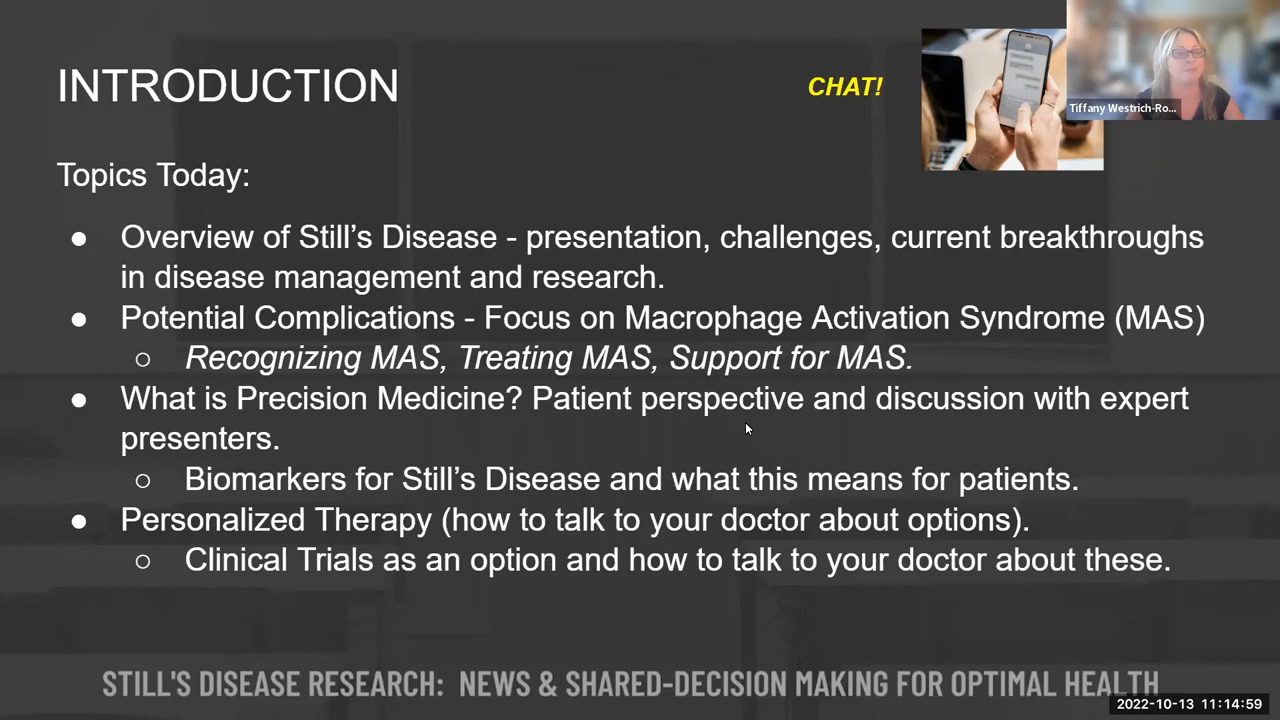 INTRODUCTION
CHAT!
Tiffany Westrich-Ro...
Topics Today:
● Overview of Still’s Disease - presentation, challenges, current breakthroughs
in disease management and research.
● Potential Complications - Focus on Macrophage Activation Syndrome (MAS)
○ Recognizing MAS, Treating MAS, Support for MAS.
● What is Precision Medicine? Patient perspective and discussion with expert
presenters.
○ Biomarkers for Still’s Disease and what this means for patients.
● Personalized Therapy (how to talk to your doctor about options).
○ Clinical Trials as an option and how to talk to your doctor about these.
STILL'S DISEASE RESEARCH: NEWS & SHARED-DECISION MAKING FOR OPTIMAL HEALTH
2022-10-13 11:14:59